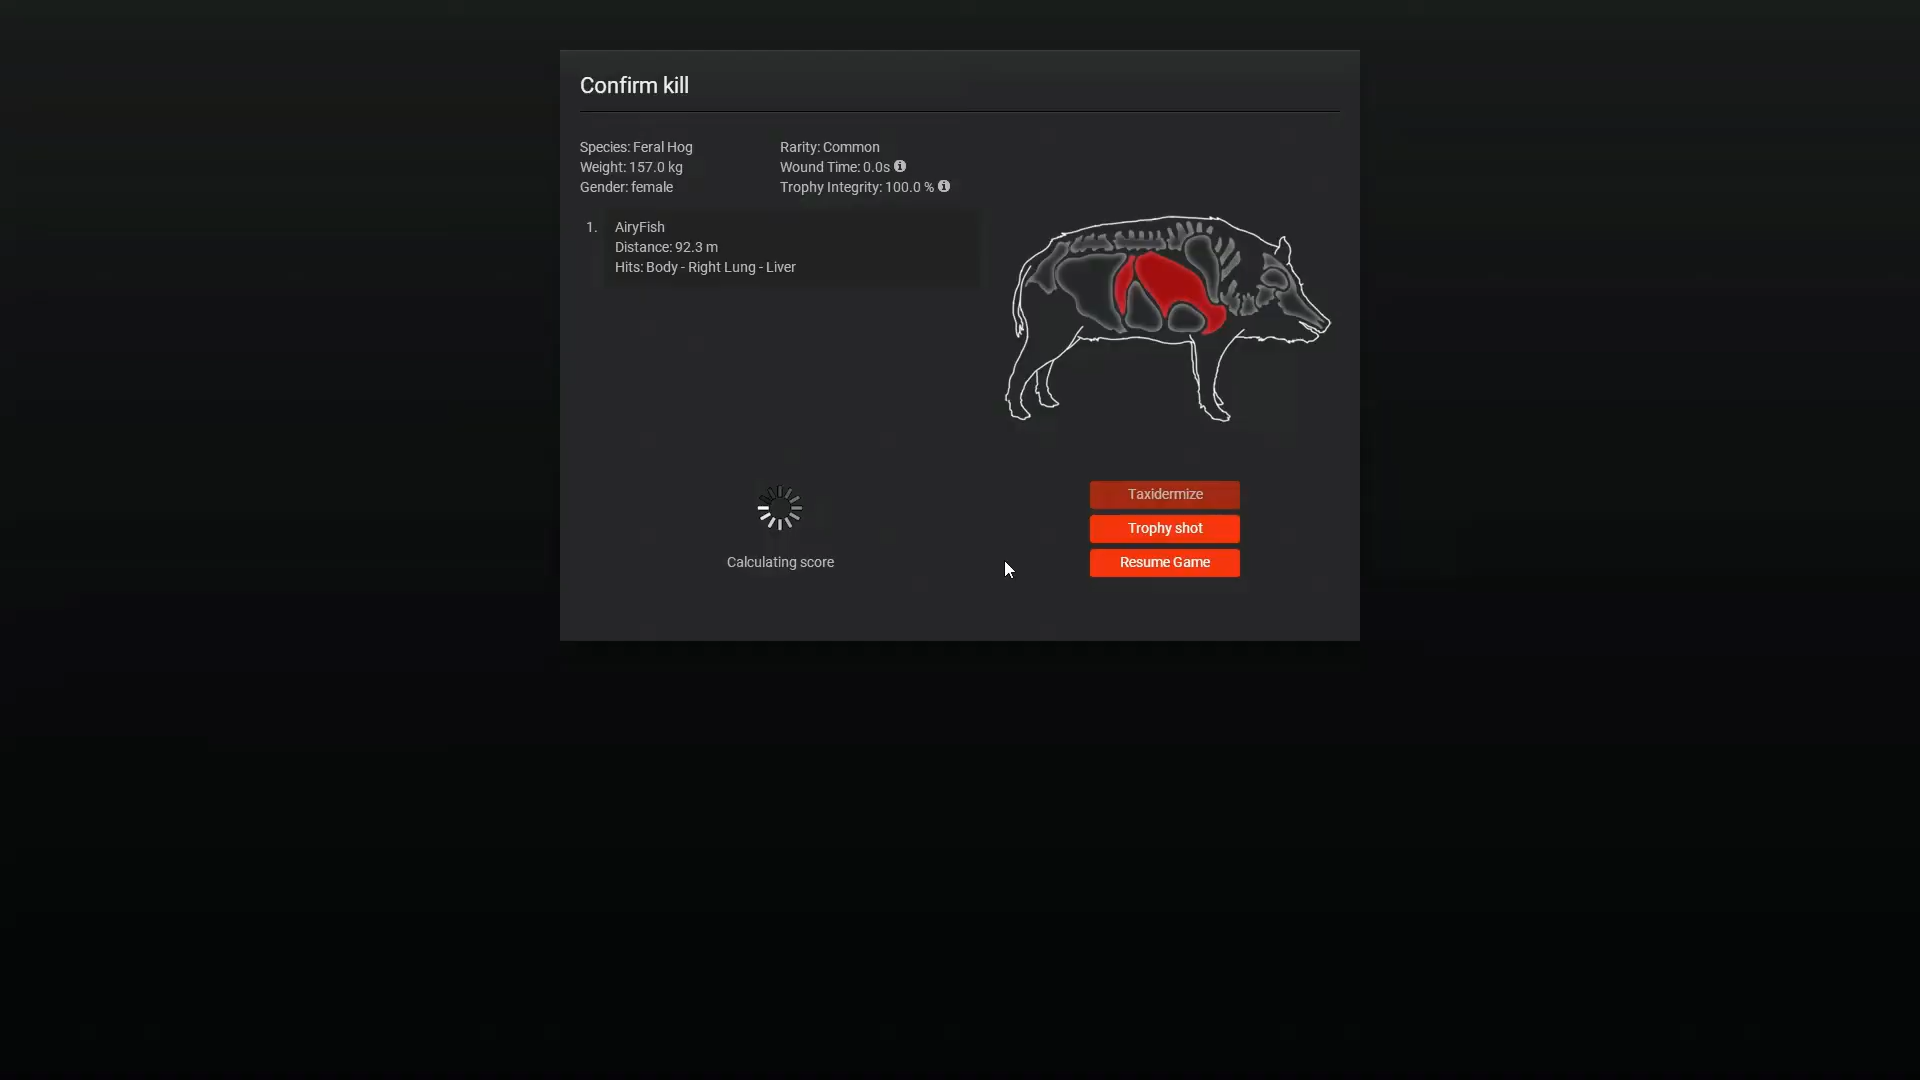 Confirm kill
Species: Feral Hog
Weight: 157.0 kg
Gender: female
Rarity: Common
Wound Time: 0.0s
Trophy Integrity: 100.0 %
1.
AiryFish
Distance: 92.3 m
Hits: Body - Right Lung - Liver
Calculating score
Taxidermize
Trophy shot
Resume Game